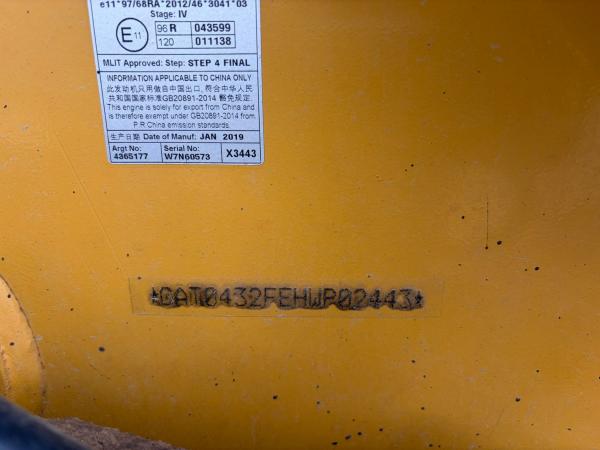 e11*97/68RA*2012/46*3041*03
Stage: IV
E 11
96 R 043599
120 011138
MLIT Approved: Step: STEP 4 FINAL
INFORMATION APPLICABLE TO CHINA ONLY
此发动机只用做自中国出口, 符合中华人民
共和国国家标准GB20891-2014 豁免规定.
This engine is solely for export from China and
is therefore exempt under GB20891-2014 from
P.R.China emission standards.
生产日期 Date of Manuf: JAN 2019
Argt No: 4365177
Serial No: W7N60573
X3443
*CAT0432FEHWP02443*